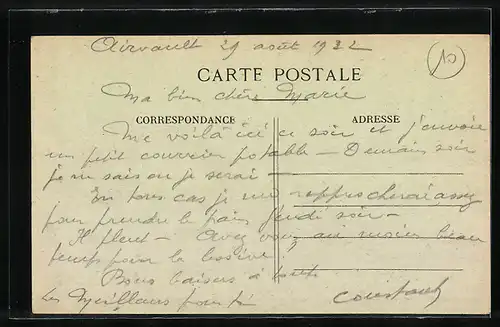 Airvault 29 août 1932
10
CARTE POSTALE
Ma bien chère Marie
CORRESPONDANCE
ADRESSE
Me voilà ici ce soir et j'envoie
un petit courrier potable — Demain soir
je ne sais où je serai
En tous cas je me rapprocherai assez
pour prendre le train jeudi soir —
Il pleut — Avez vous au moins beau
temps pour la lessive
Bons baisers à tous
Les Meilleurs pour ti
Constant